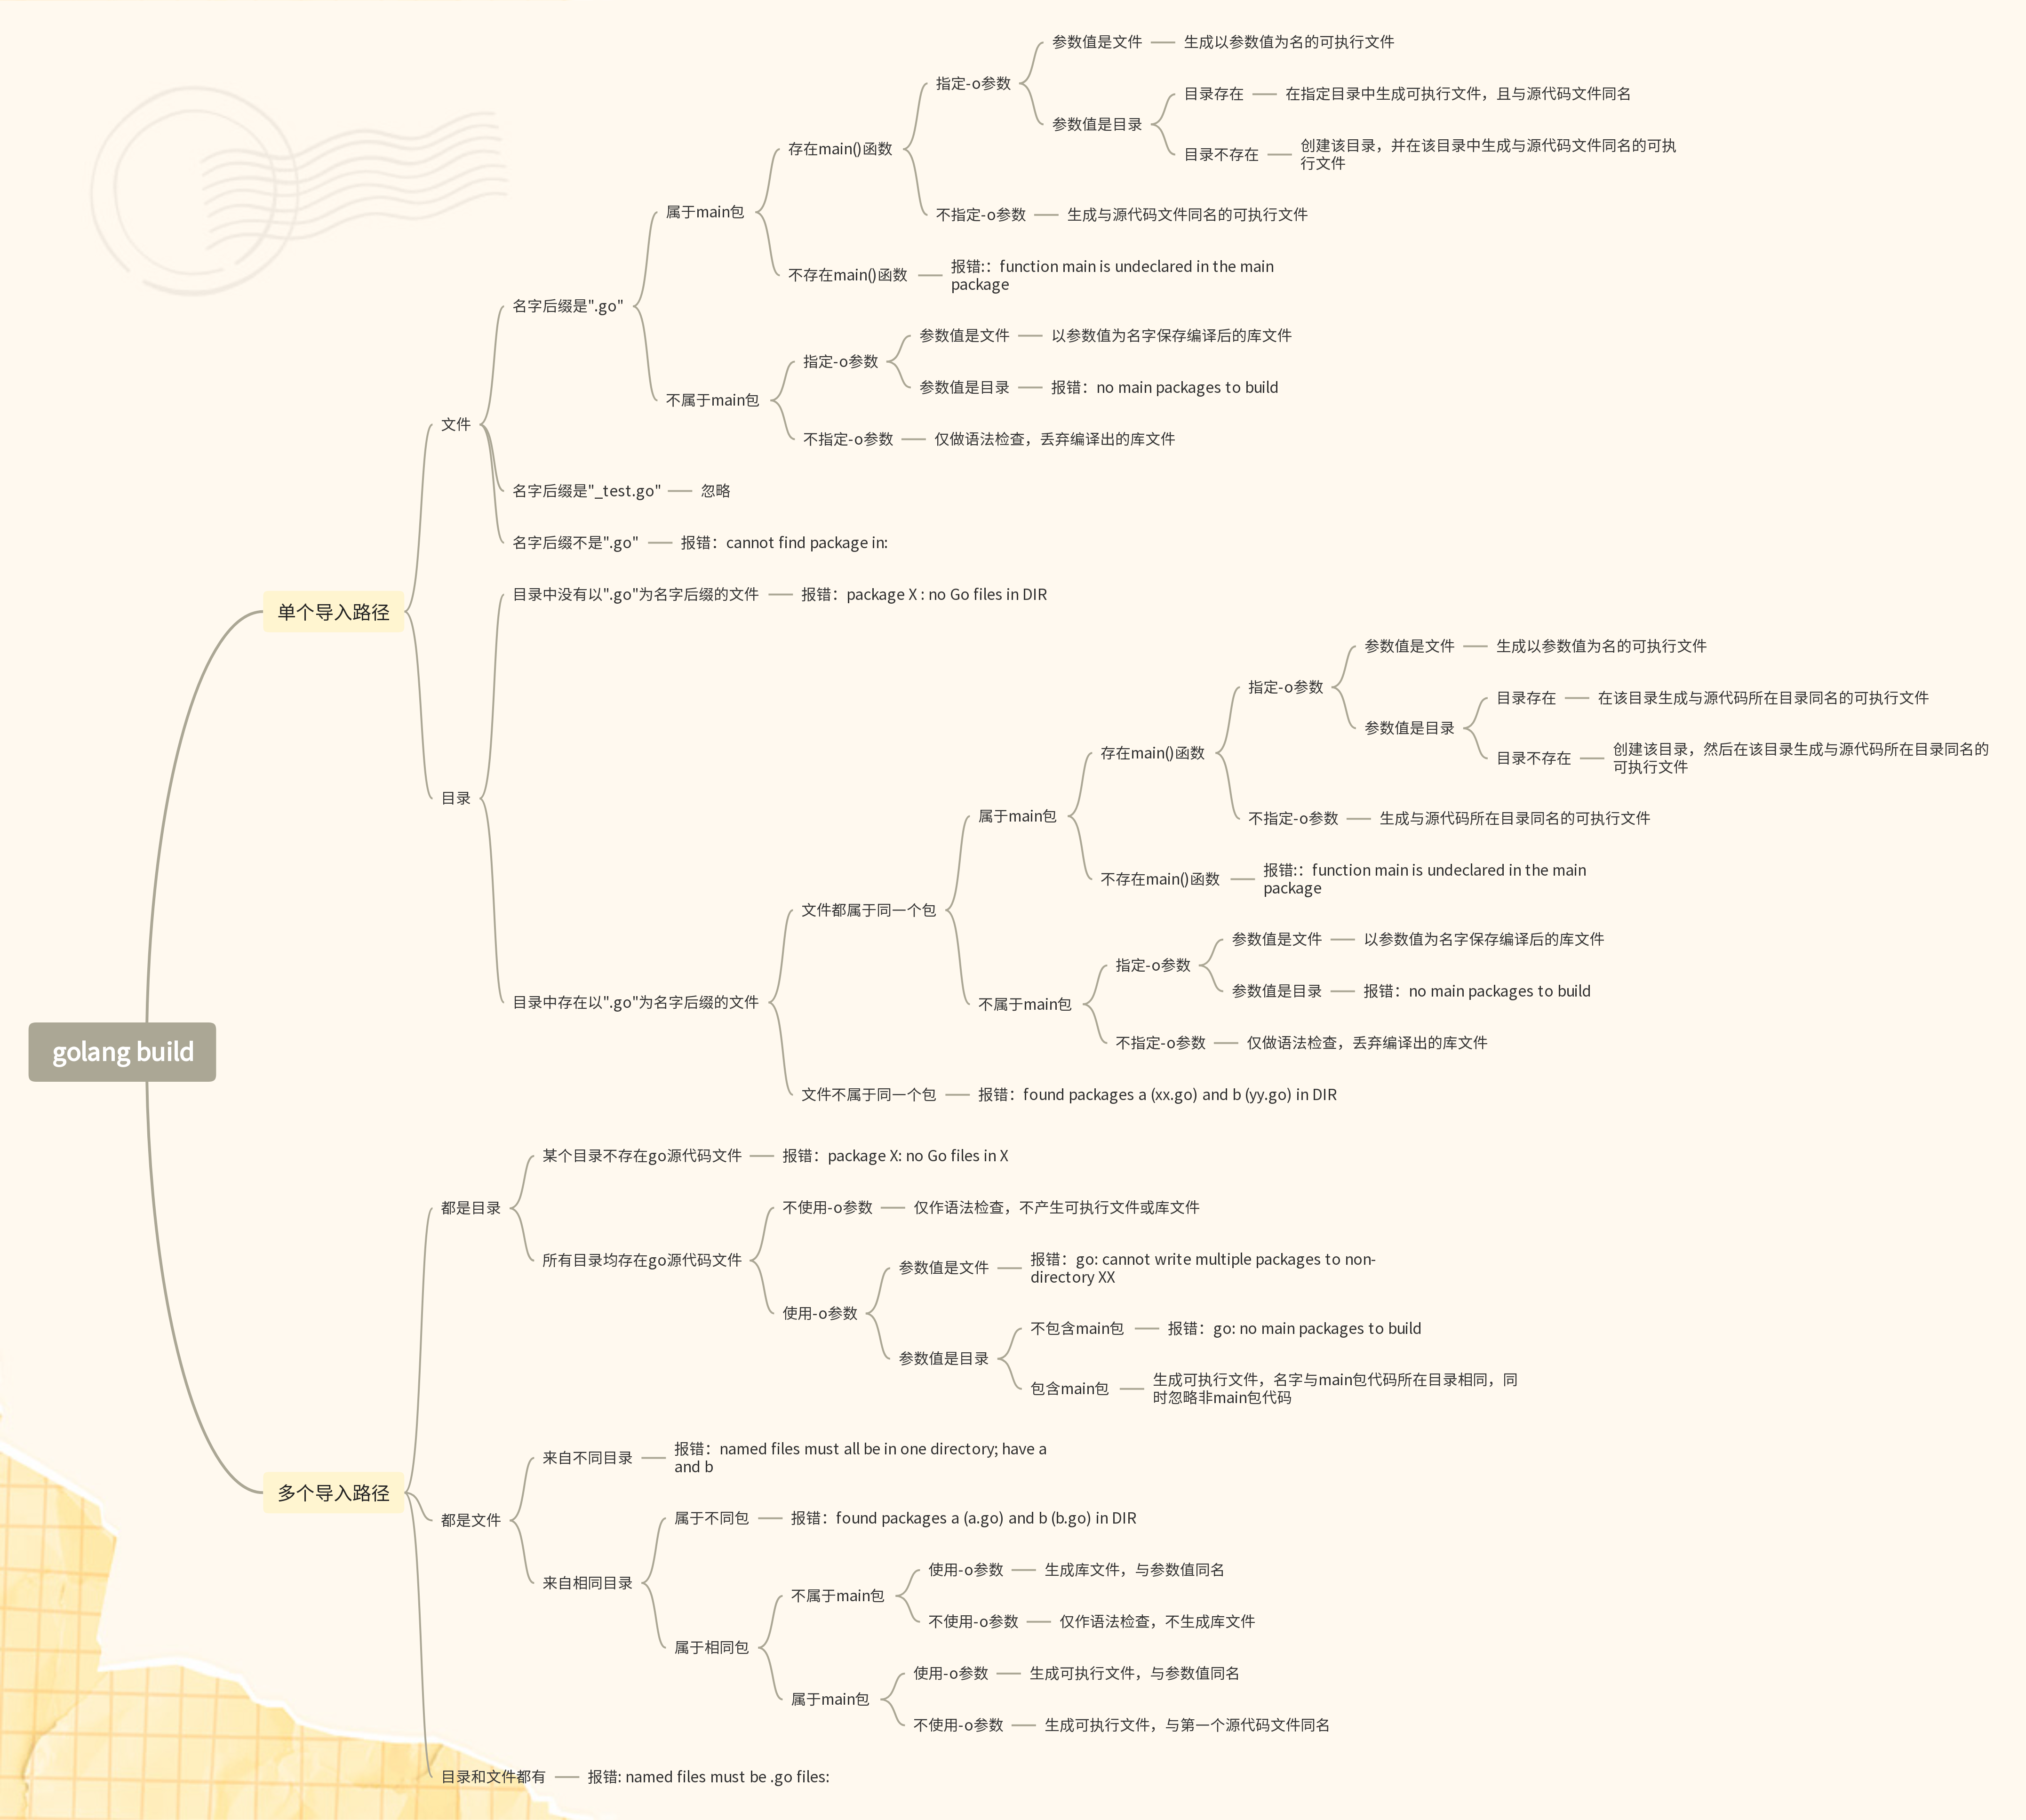 golang build
单个导入路径
文件
名字后缀是".go"
属于main包
存在main()函数
指定-o参数
参数值是文件
生成以参数值为名的可执行文件
参数值是目录
目录存在
在指定目录中生成可执行文件，且与源代码文件同名
目录不存在
创建该目录，并在该目录中生成与源代码文件同名的可执
行文件
不指定-o参数
生成与源代码文件同名的可执行文件
不存在main()函数
报错:：function main is undeclared in the main
package
不属于main包
指定-o参数
参数值是文件
以参数值为名字保存编译后的库文件
参数值是目录
报错：no main packages to build
不指定-o参数
仅做语法检查，丢弃编译出的库文件
名字后缀是"_test.go"
忽略
名字后缀不是".go"
报错：cannot find package in:
目录
目录中没有以".go"为名字后缀的文件
报错：package X : no Go files in DIR
目录中存在以".go"为名字后缀的文件
文件都属于同一个包
属于main包
存在main()函数
指定-o参数
参数值是文件
生成以参数值为名的可执行文件
参数值是目录
目录存在
在该目录生成与源代码所在目录同名的可执行文件
目录不存在
创建该目录，然后在该目录生成与源代码所在目录同名的
可执行文件
不指定-o参数
生成与源代码所在目录同名的可执行文件
不存在main()函数
报错:：function main is undeclared in the main
package
不属于main包
指定-o参数
参数值是文件
以参数值为名字保存编译后的库文件
参数值是目录
报错：no main packages to build
不指定-o参数
仅做语法检查，丢弃编译出的库文件
文件不属于同一个包
报错：found packages a (xx.go) and b (yy.go) in DIR
多个导入路径
都是目录
某个目录不存在go源代码文件
报错：package X: no Go files in X
所有目录均存在go源代码文件
不使用-o参数
仅作语法检查，不产生可执行文件或库文件
使用-o参数
参数值是文件
报错：go: cannot write multiple packages to non-
directory XX
参数值是目录
不包含main包
报错：go: no main packages to build
包含main包
生成可执行文件，名字与main包代码所在目录相同，同
时忽略非main包代码
都是文件
来自不同目录
报错：named files must all be in one directory; have a
and b
来自相同目录
属于不同包
报错：found packages a (a.go) and b (b.go) in DIR
属于相同包
不属于main包
使用-o参数
生成库文件，与参数值同名
不使用-o参数
仅作语法检查，不生成库文件
属于main包
使用-o参数
生成可执行文件，与参数值同名
不使用-o参数
生成可执行文件，与第一个源代码文件同名
目录和文件都有
报错: named files must be .go files: